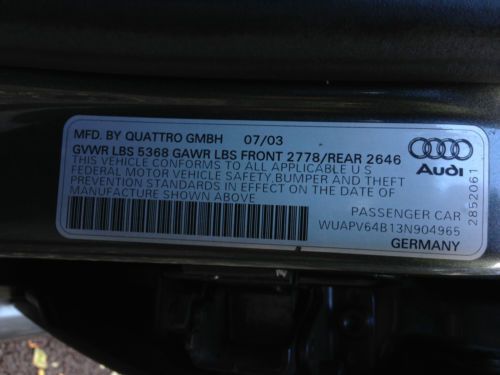 MFD. BY QUATTRO GMBH 07/03
GVWR LBS 5368 GAWR LBS FRONT 2778/REAR 2646
THIS VEHICLE CONFORMS TO ALL APPLICABLE U S
FEDERAL MOTOR VEHICLE SAFETY, BUMPER AND THEFT
PREVENTION STANDARDS IN EFFECT ON THE DATE OF
MANUFACTURE SHOWN ABOVE
Audi
2852061
PASSENGER CAR
WUAPV64B13N904965
GERMANY